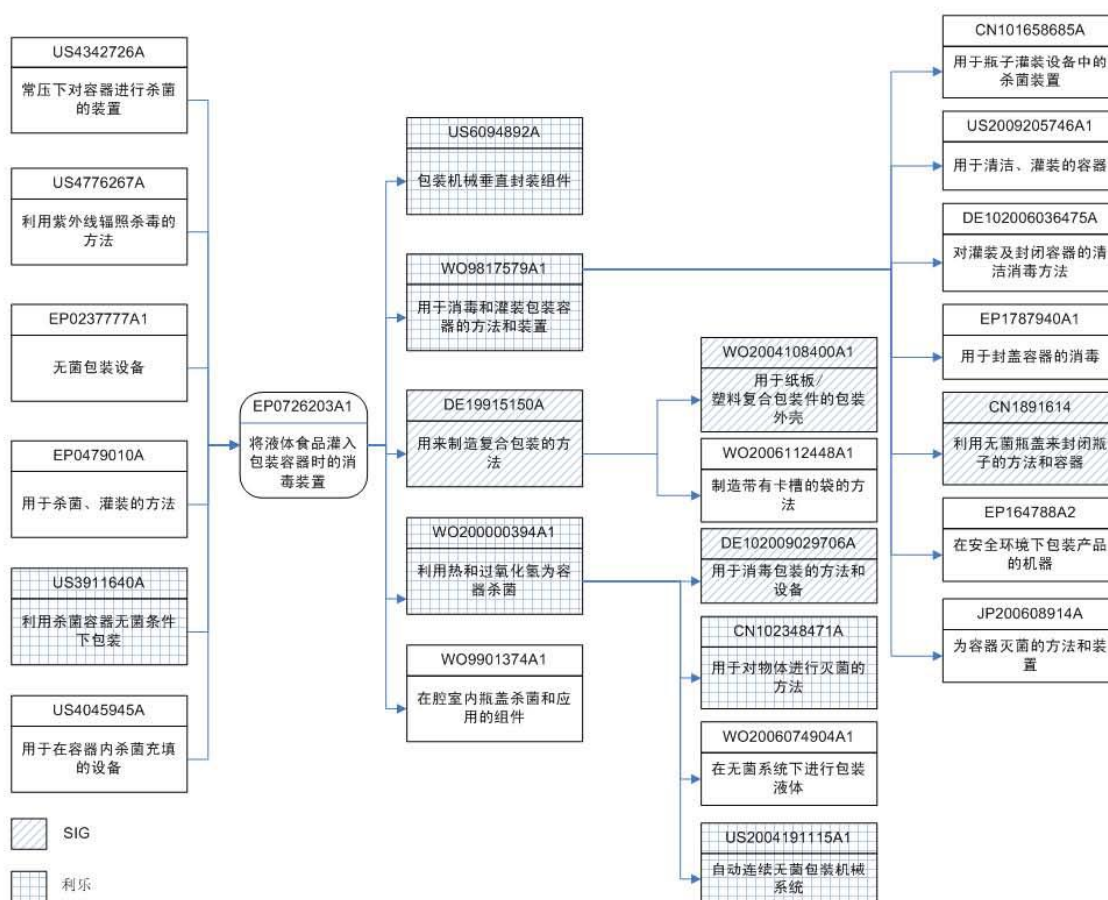 US4342726A
常压下对容器进行杀菌
的装置
US4776267A
利用紫外线辐照杀毒的
方法
EP0237777A1
无菌包装设备
EP0479010A
用于杀菌、灌装的方法
US3911640A
利用杀菌容器无菌条件
下包装
US4045945A
用于在容器内杀菌充填
的设备
SIG
利乐
EP0726203A1
将液体食品灌入
包装容器时的消
毒装置
US6094892A
包装机械垂直封装组件
WO9817579A1
用于消毒和灌装包装容
器的方法和装置
DE19915150A
用来制造复合包装的方
法
WO200000394A1
利用热和过氧化氢为容
器杀菌
WO9901374A1
在腔室内瓶盖杀菌和应
用的组件
WO2004108400A1
用于纸板/
塑料复合包装件的包装
外壳
WO2006112448A1
制造带有卡槽的袋的方
法
DE102009029706A
用于消毒包装的方法和
设备
CN102348471A
用于对物体进行灭菌的
方法
WO2006074904A1
在无菌系统下进行包装
液体
US2004191115A1
自动连续无菌包装机械
系统
CN101658685A
用于瓶子灌装设备中的
杀菌装置
US2009205746A1
用于清洁、灌装的容器
DE102006036475A
对灌装及封闭容器的清
洁消毒方法
EP1787940A1
用于封盖容器的消毒
CN1891614
利用无菌瓶盖来封闭瓶
子的方法和容器
EP164788A2
在安全环境下包装产品
的机器
JP200608914A
为容器灭菌的方法和装
置